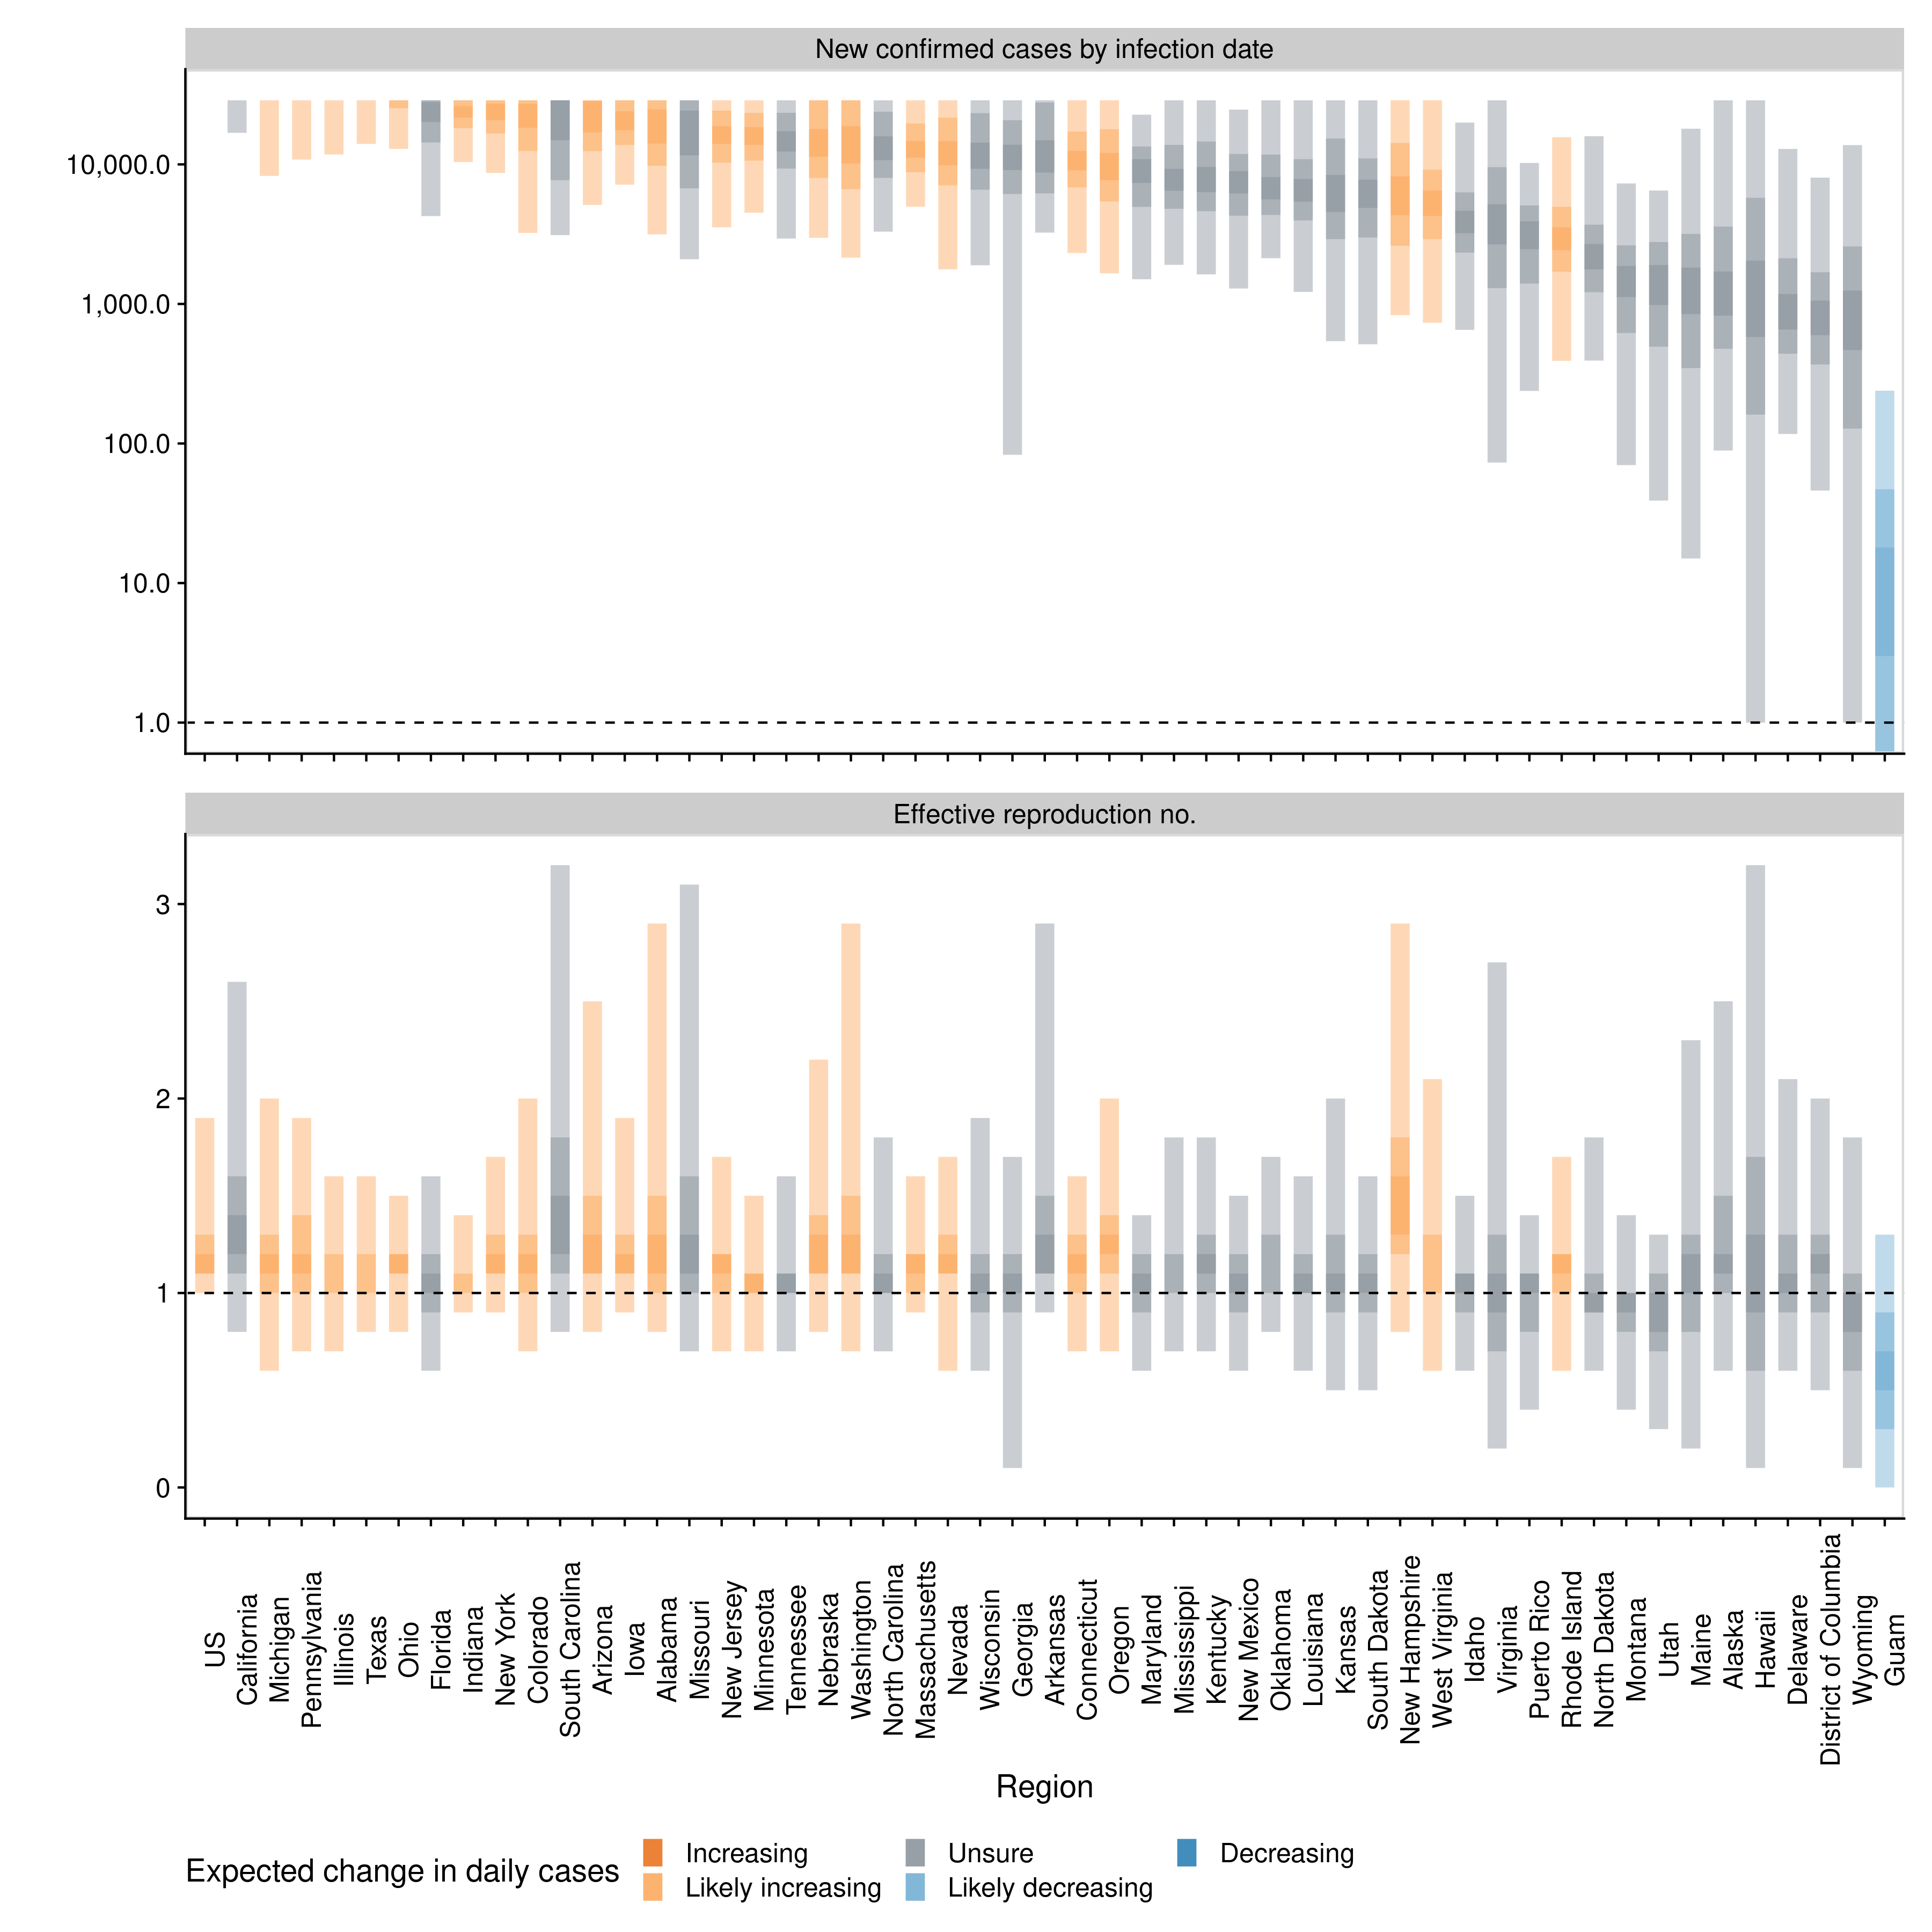 New confirmed cases by infection date
10,000.0
1,000.0
100.0
10.0
1.0
Effective reproduction no.
3
2
1
0
US
California
Michigan
Pennsylvania
Illinois
Texas
Ohio
Florida
Indiana
New York
Colorado
South Carolina
Arizona
Iowa
Alabama
Missouri
New Jersey
Minnesota
Tennessee
Nebraska
Washington
North Carolina
Massachusetts
Nevada
Wisconsin
Georgia
Arkansas
Connecticut
Oregon
Maryland
Mississippi
Kentucky
New Mexico
Oklahoma
Louisiana
Kansas
South Dakota
New Hampshire
West Virginia
Idaho
Virginia
Puerto Rico
Rhode Island
North Dakota
Montana
Utah
Maine
Alaska
Hawaii
Delaware
District of Columbia
Wyoming
Guam
Region
Expected change in daily cases
Increasing
Likely increasing
Unsure
Likely decreasing
Decreasing